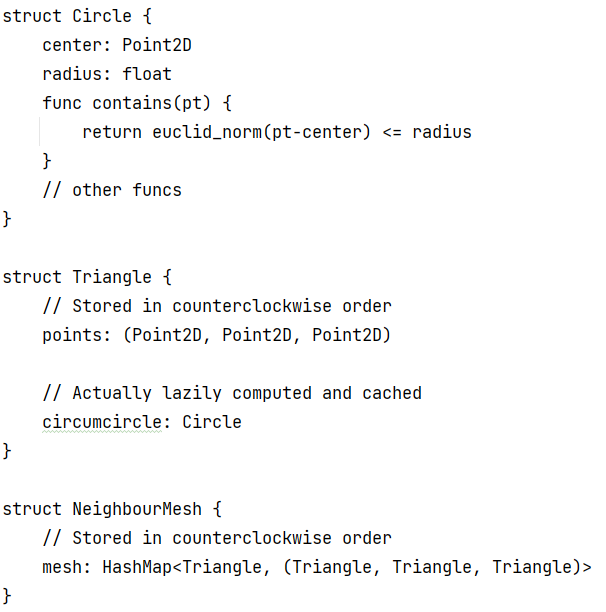 struct Circle {
    center: Point2D
    radius: float
    func contains(pt) {
        return euclid_norm(pt-center) <= radius
    }
    // other funcs
}

struct Triangle {
    // Stored in counterclockwise order
    points: (Point2D, Point2D, Point2D)

    // Actually lazily computed and cached
    circumcircle: Circle
}

struct NeighbourMesh {
    // Stored in counterclockwise order
    mesh: HashMap<Triangle, (Triangle, Triangle, Triangle)>
}